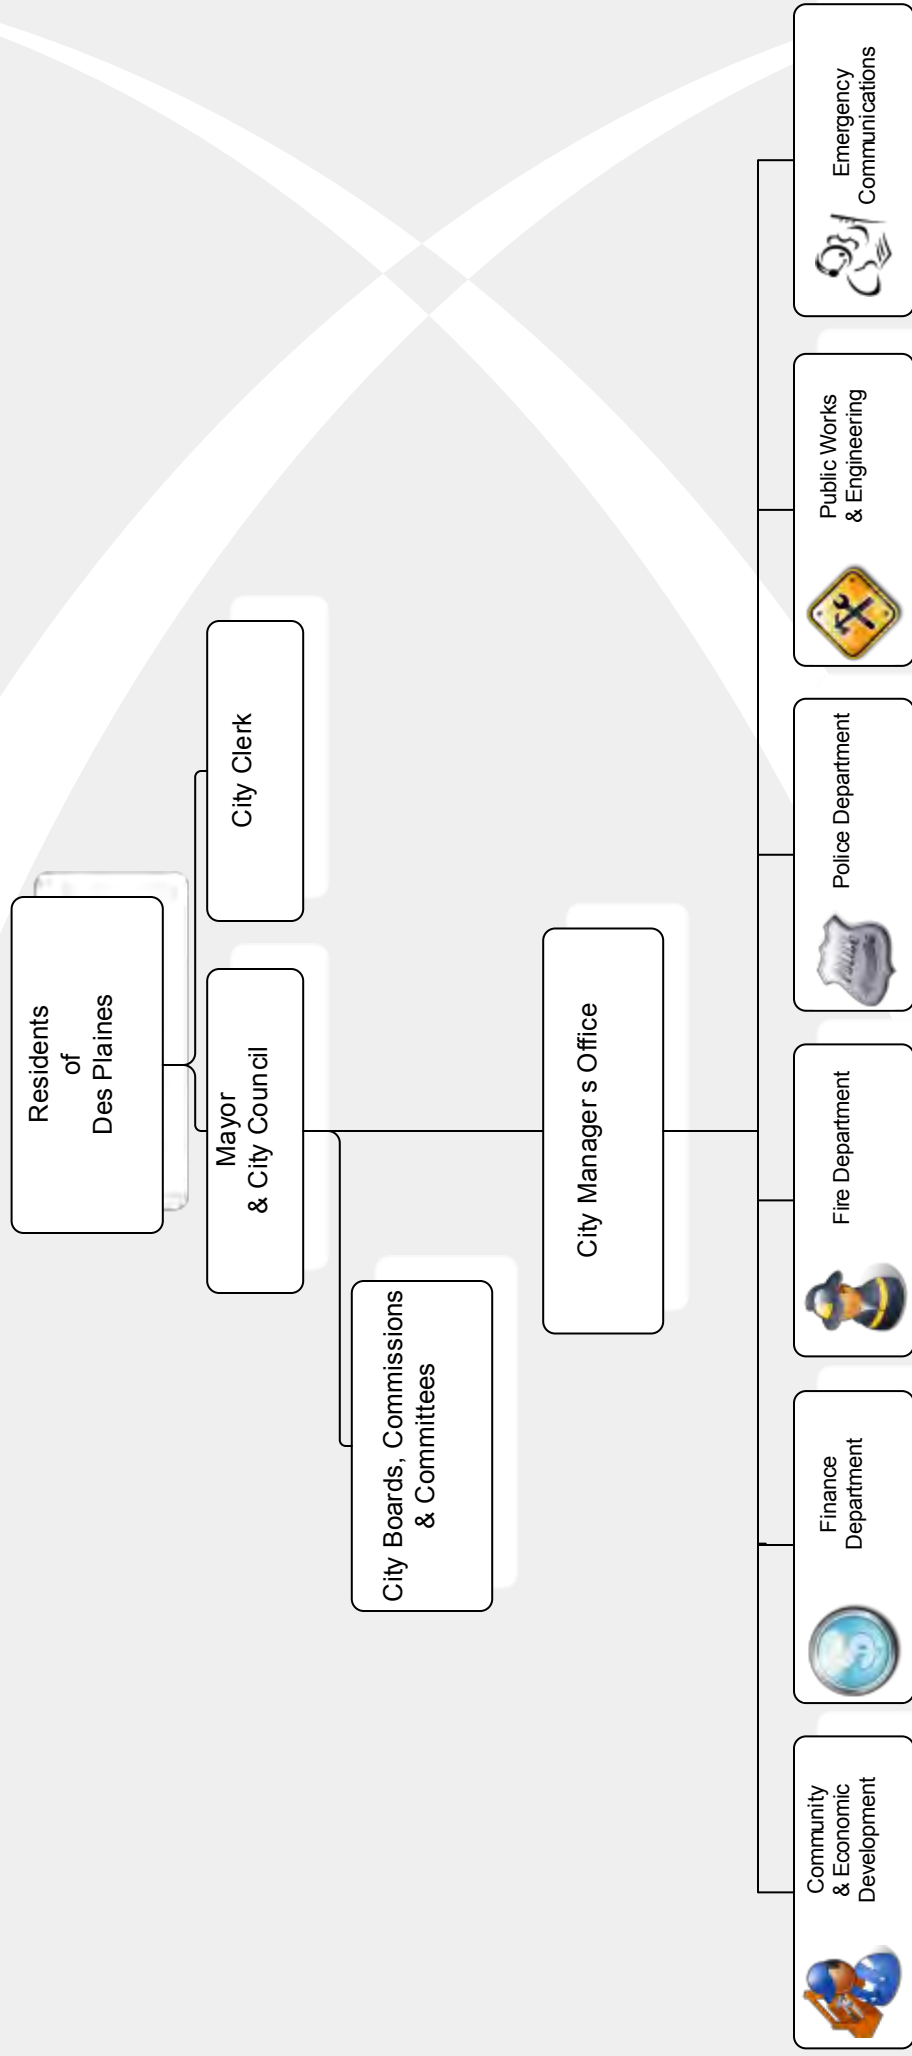 Residents
of
Des Plaines
Mayor
& City Council
City Clerk
City Boards, Commissions
& Committees
City Manager s Office
Community
& Economic
Development
Finance
Department
Fire Department
Police Department
Public Works
& Engineering
Emergency
Communications